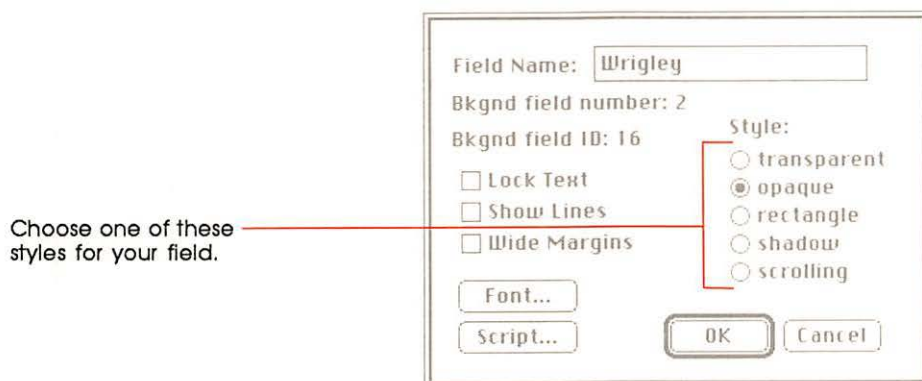 Field Name: Wrigley
Bkgnd field number: 2
Bkgnd field ID: 16
Lock Text
Show Lines
Wide Margins
Style:
transparent
opaque
rectangle
shadow
scrolling
Font...
Script...
OK
Cancel
Choose one of these
styles for your field.